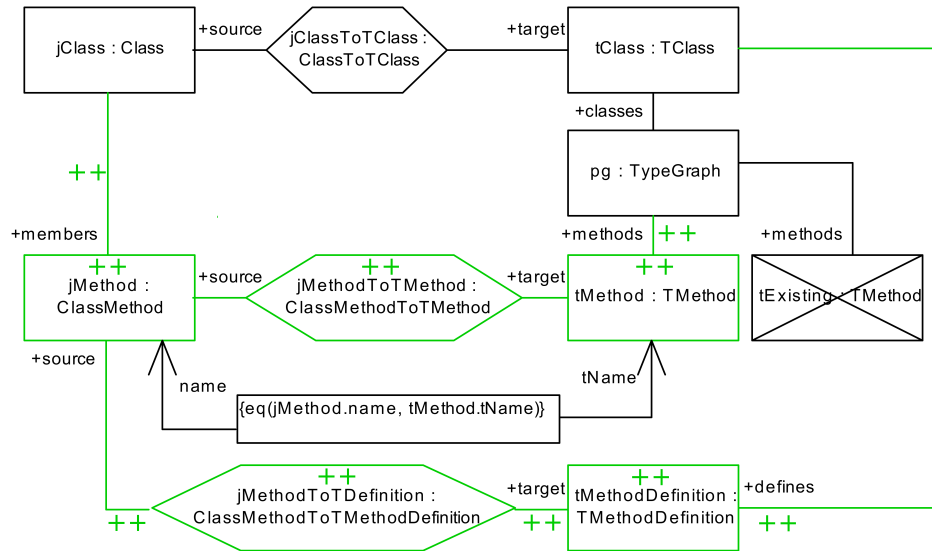 +source
jClassToTClass :
ClassToTClass
+target
jClass : Class
tClass : TClass
+classes
pg : TypeGraph
++
+members
+methods
++
+methods
++
jMethod :
ClassMethod
+source
++
jMethodToTMethod :
ClassMethodToTMethod
+target
++
tMethod : TMethod
tExisting : TMethod
+source
name
tName
{eq(jMethod.name, tMethod.tName)}
++
jMethodToTDefinition :
ClassMethodToTMethodDefinition
++
+target
++
++
tMethodDefinition :
TMethodDefinition
+defines
++